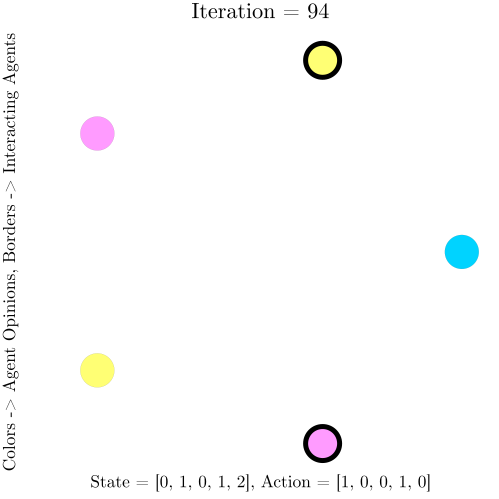 Iteration = 94
Colors -> Agent Opinions, Borders -> Interacting Agents
State = [0, 1, 0, 1, 2], Action = [1, 0, 0, 1, 0]